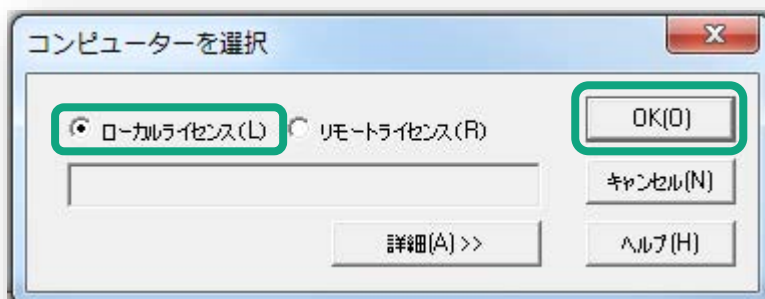 コンピューターを選択
ローカルライセンス(L) リモートライセンス(R)
OK(O)
キャンセル(N)
詳細(A) >>
ヘルプ(H)